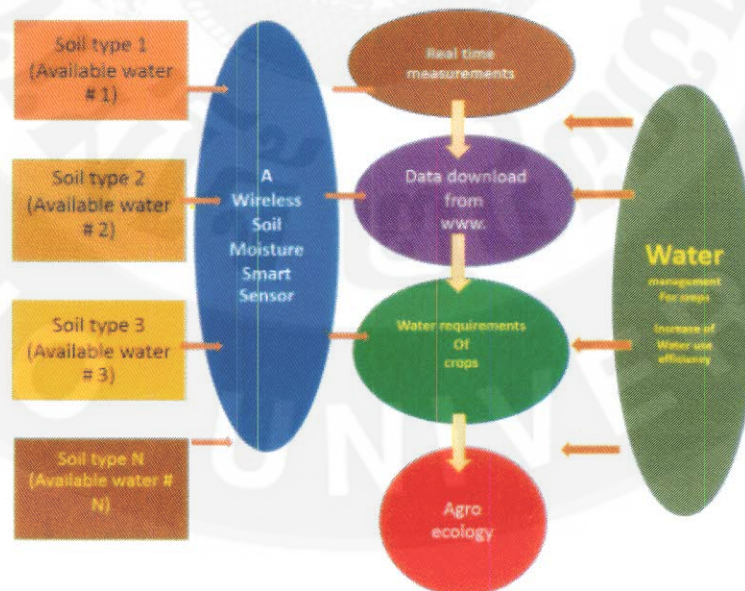 Soil type 1
(Available water
# 1)
Soil type 2
(Available water
# 2)
Soil type 3
(Available water
# 3)
Soil type N
(Available water #
N)
A
Wireless
Soil
Moisture
Smart
Sensor
Real time
measurements
Data download
from
www.
Water requirements
Of
crops
Agro
ecology
Water
management
For crops
Increase of
Water use
efficiency
UNIVE